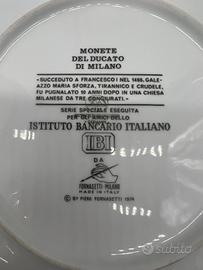 MONETE
DEL DUCATO
DI MILANO
«SUCCEDUTO A FRANCESCO I NEL 1466, GALE-
AZZO MARIA SFORZA, TIRANNICO E CRUDELE,
FU PUGNALATO 10 ANNI DOPO IN UNA CHIESA
MILANESE DA TRE CONGIURATI.»
SERIE SPECIALE ESEGUITA
PER GLI AMICI DELLO
ISTITUTO BANCARIO ITALIANO
IBI
DA
FORNASETTI-MILANO
MADE IN ITALY
© BY PIERO FORNASETTI 1974
subito